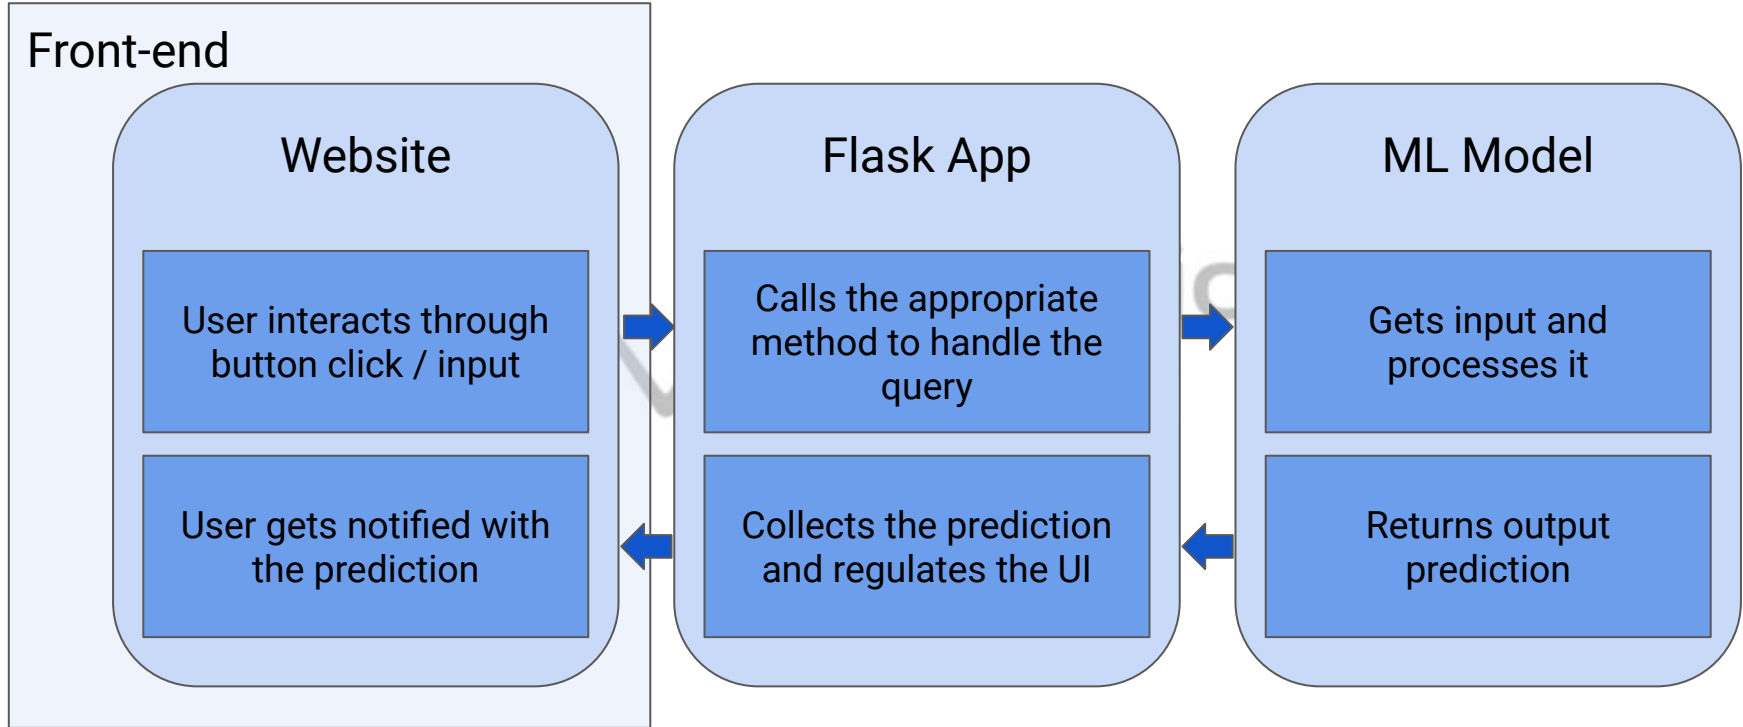 Front-end
Website
Flask App
ML Model
User interacts through
button click / input
Calls the appropriate
method to handle the
query
Gets input and
processes it
User gets notified with
the prediction
Collects the prediction
and regulates the UI
Returns output
prediction